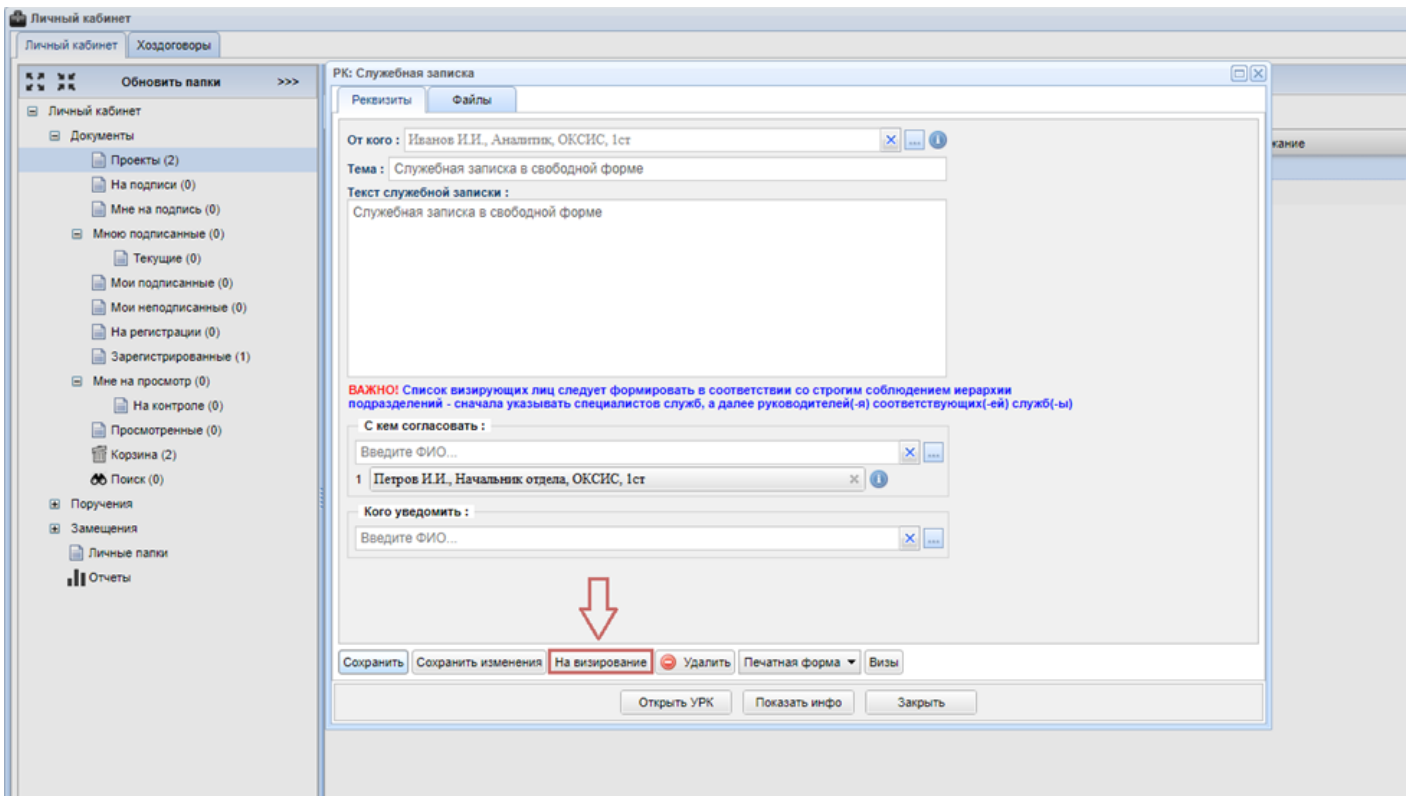 Личный кабинет
Личный кабинет Хоздоговоры
Обновить папки >>>
Личный кабинет
Документы
Проекты (2)
На подписи (0)
Мне на подпись (0)
Мною подписанные (0)
Текущие (0)
Мои подписанные (0)
Мои неподписанные (0)
На регистрации (0)
Зарегистрированные (1)
Мне на просмотр (0)
На контроле (0)
Просмотренные (0)
Корзина (2)
Поиск (0)
Поручения
Замещения
Личные папки
Отчеты
РК: Служебная записка
Реквизиты Файлы
От кого : Иванов И.И., Аналитик, ОКСИС, 1ст
Тема : Служебная записка в свободной форме
Текст служебной записки :
Служебная записка в свободной форме
ВАЖНО! Список визирующих лиц следует формировать в соответствии со строгим соблюдением иерархии
подразделений - сначала указывать специалистов служб, а далее руководителей(-я) соответствующих(-ей) служб(-ы)
С кем согласовать :
Введите ФИО...
1 Петров И.И., Начальник отдела, ОКСИС, 1ст
Кого уведомить :
Введите ФИО...
Сохранить Сохранить изменения На визирование Удалить Печатная форма Визы
Открыть УРК Показать инфо Закрыть